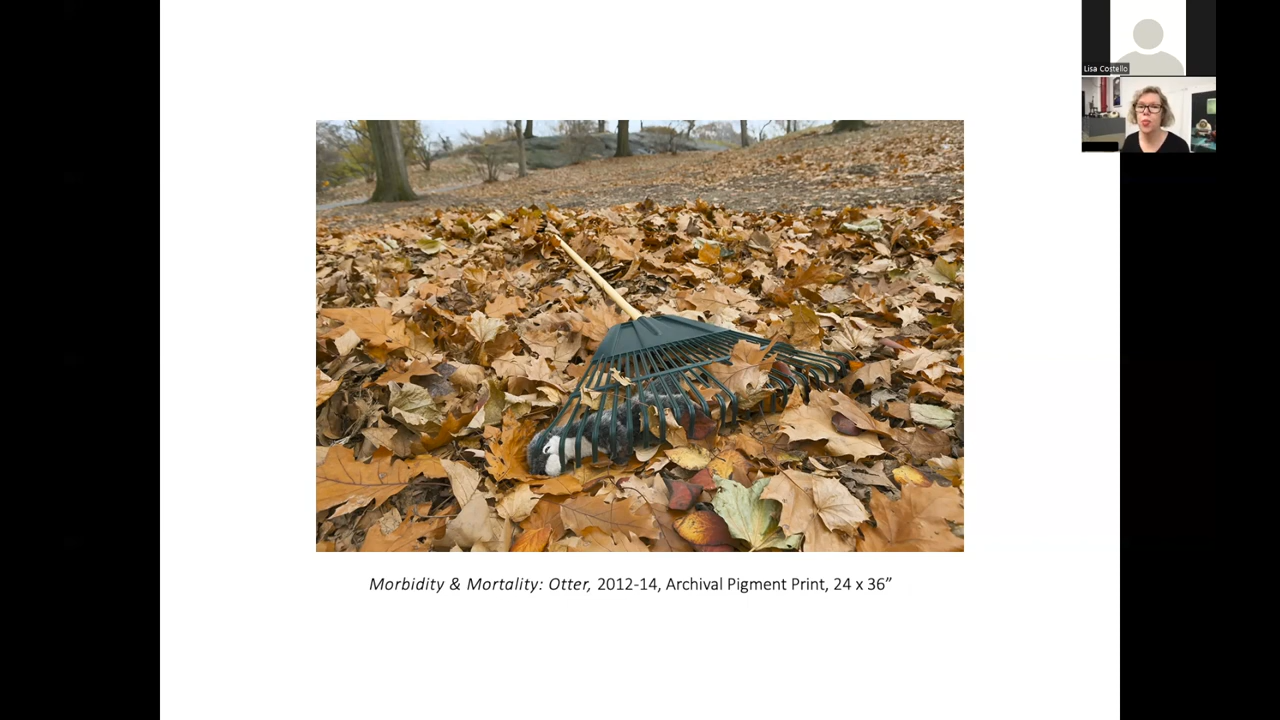 Lisa Costello
Morbidity & Mortality: Otter, 2012-14, Archival Pigment Print, 24 x 36”